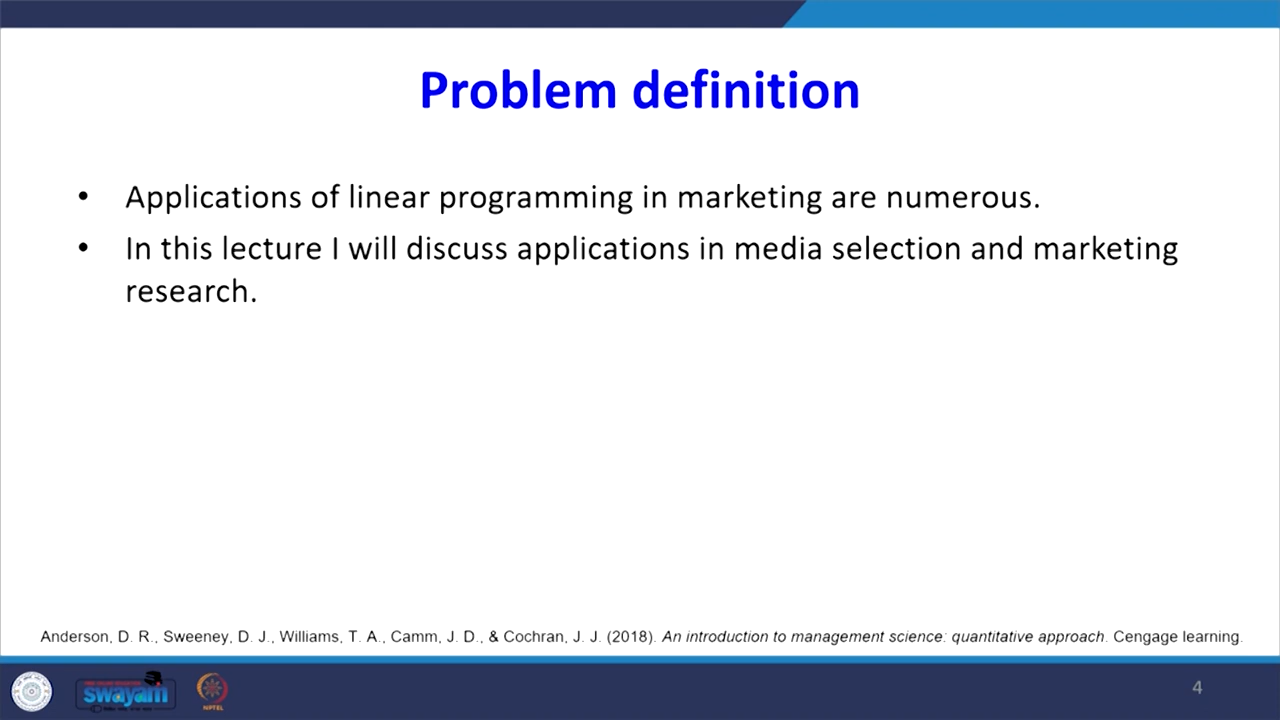 Problem definition
• Applications of linear programming in marketing are numerous.
• In this lecture I will discuss applications in media selection and marketing
research.
Anderson, D. R., Sweeney, D. J., Williams, T. A., Camm, J. D., & Cochran, J. J. (2018). An introduction to management science: quantitative approach. Cengage learning.
swayam
NPTEL
4